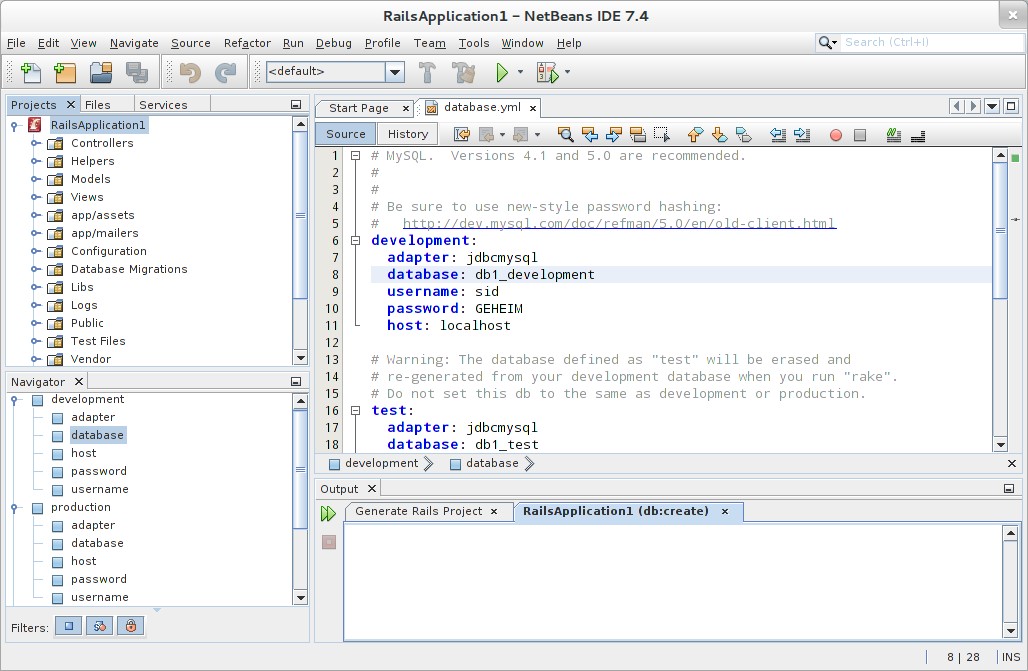 RailsApplication1 – NetBeans IDE 7.4
File Edit View Navigate Source Refactor Run Debug Profile Team Tools Window Help
Search (Ctrl+I)
<default>
Projects Files Services
RailsApplication1
Controllers
Helpers
Models
Views
app/assets
app/mailers
Configuration
Database Migrations
Libs
Logs
Public
Test Files
Vendor
Navigator
development
adapter
database
host
password
username
production
adapter
database
host
password
username
Filters:
Start Page database.yml
Source History
1 # MySQL.  Versions 4.1 and 5.0 are recommended.
2 #
3 #
4 # Be sure to use new-style password hashing:
5 #   http://dev.mysql.com/doc/refman/5.0/en/old-client.html
6 development:
7   adapter: jdbcmysql
8   database: db1_development
9   username: sid
10   password: GEHEIM
11   host: localhost
12
13 # Warning: The database defined as "test" will be erased and
14 # re-generated from your development database when you run "rake".
15 # Do not set this db to the same as development or production.
16 test:
17   adapter: jdbcmysql
18   database: db1_test
development database
Output
Generate Rails Project RailsApplication1 (db:create)
8 | 28 INS